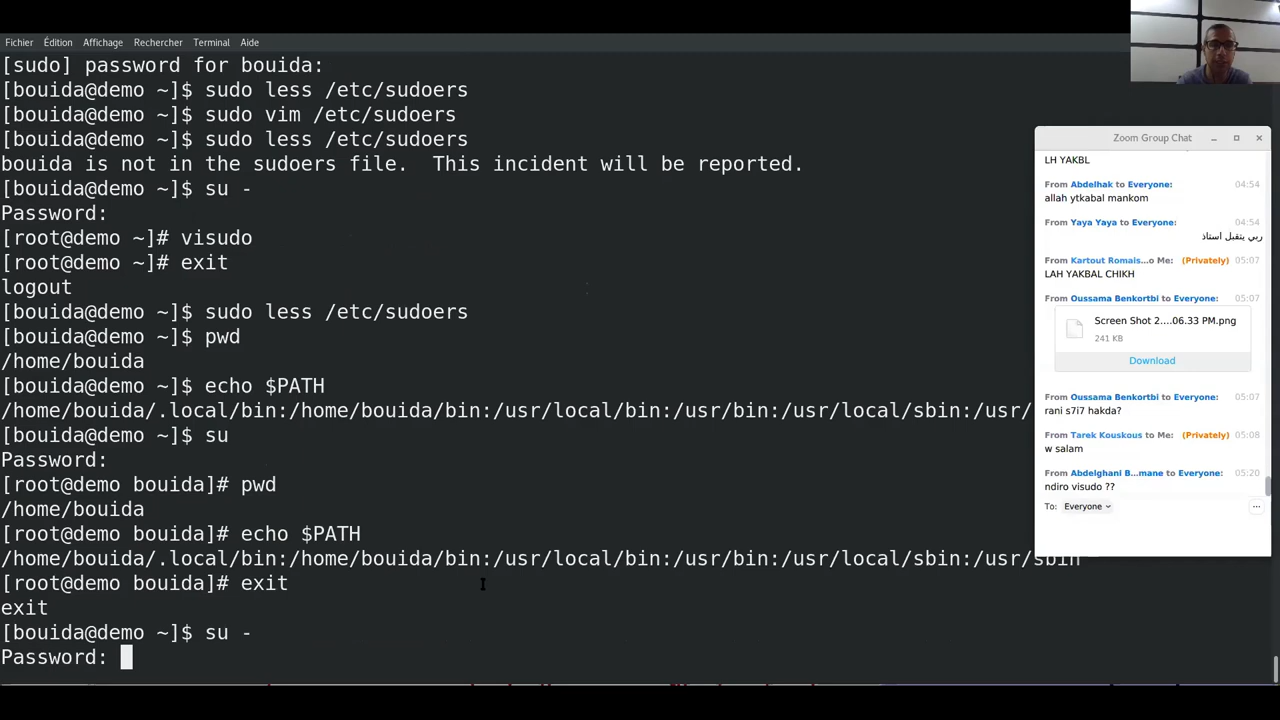 Fichier Édition Affichage Rechercher Terminal Aide
[sudo] password for bouida:
[bouida@demo ~]$ sudo less /etc/sudoers
[bouida@demo ~]$ sudo vim /etc/sudoers
[bouida@demo ~]$ sudo less /etc/sudoers
bouida is not in the sudoers file.  This incident will be reported.
[bouida@demo ~]$ su -
Password:
[root@demo ~]# visudo
[root@demo ~]# exit
logout
[bouida@demo ~]$ sudo less /etc/sudoers
[bouida@demo ~]$ pwd
/home/bouida
[bouida@demo ~]$ echo $PATH
/home/bouida/.local/bin:/home/bouida/bin:/usr/local/bin:/usr/bin:/usr/local/sbin:/usr/
[bouida@demo ~]$ su
Password:
[root@demo bouida]# pwd
/home/bouida
[root@demo bouida]# echo $PATH
/home/bouida/.local/bin:/home/bouida/bin:/usr/local/bin:/usr/bin:/usr/local/sbin:/usr/sbin
[root@demo bouida]# exit
exit
[bouida@demo ~]$ su -
Password:
Zoom Group Chat
LH YAKBL
From Abdelhak to Everyone: 04:54
allah ytkabal mankom
From Yaya Yaya to Everyone: 04:54
ربي يتقبل استاذ
From Kartout Romais...o Me: (Privately) 05:07
LAH YAKBAL CHIKH
From Oussama Benkortbi to Everyone: 05:07
Screen Shot 2....06.33 PM.png
241 KB
Download
From Oussama Benkortbi to Everyone: 05:07
rani s7i7 hakda?
From Tarek Kouskous to Me: (Privately) 05:08
w salam
From Abdelghani B...mane to Everyone: 05:20
ndiro visudo ??
To: Everyone